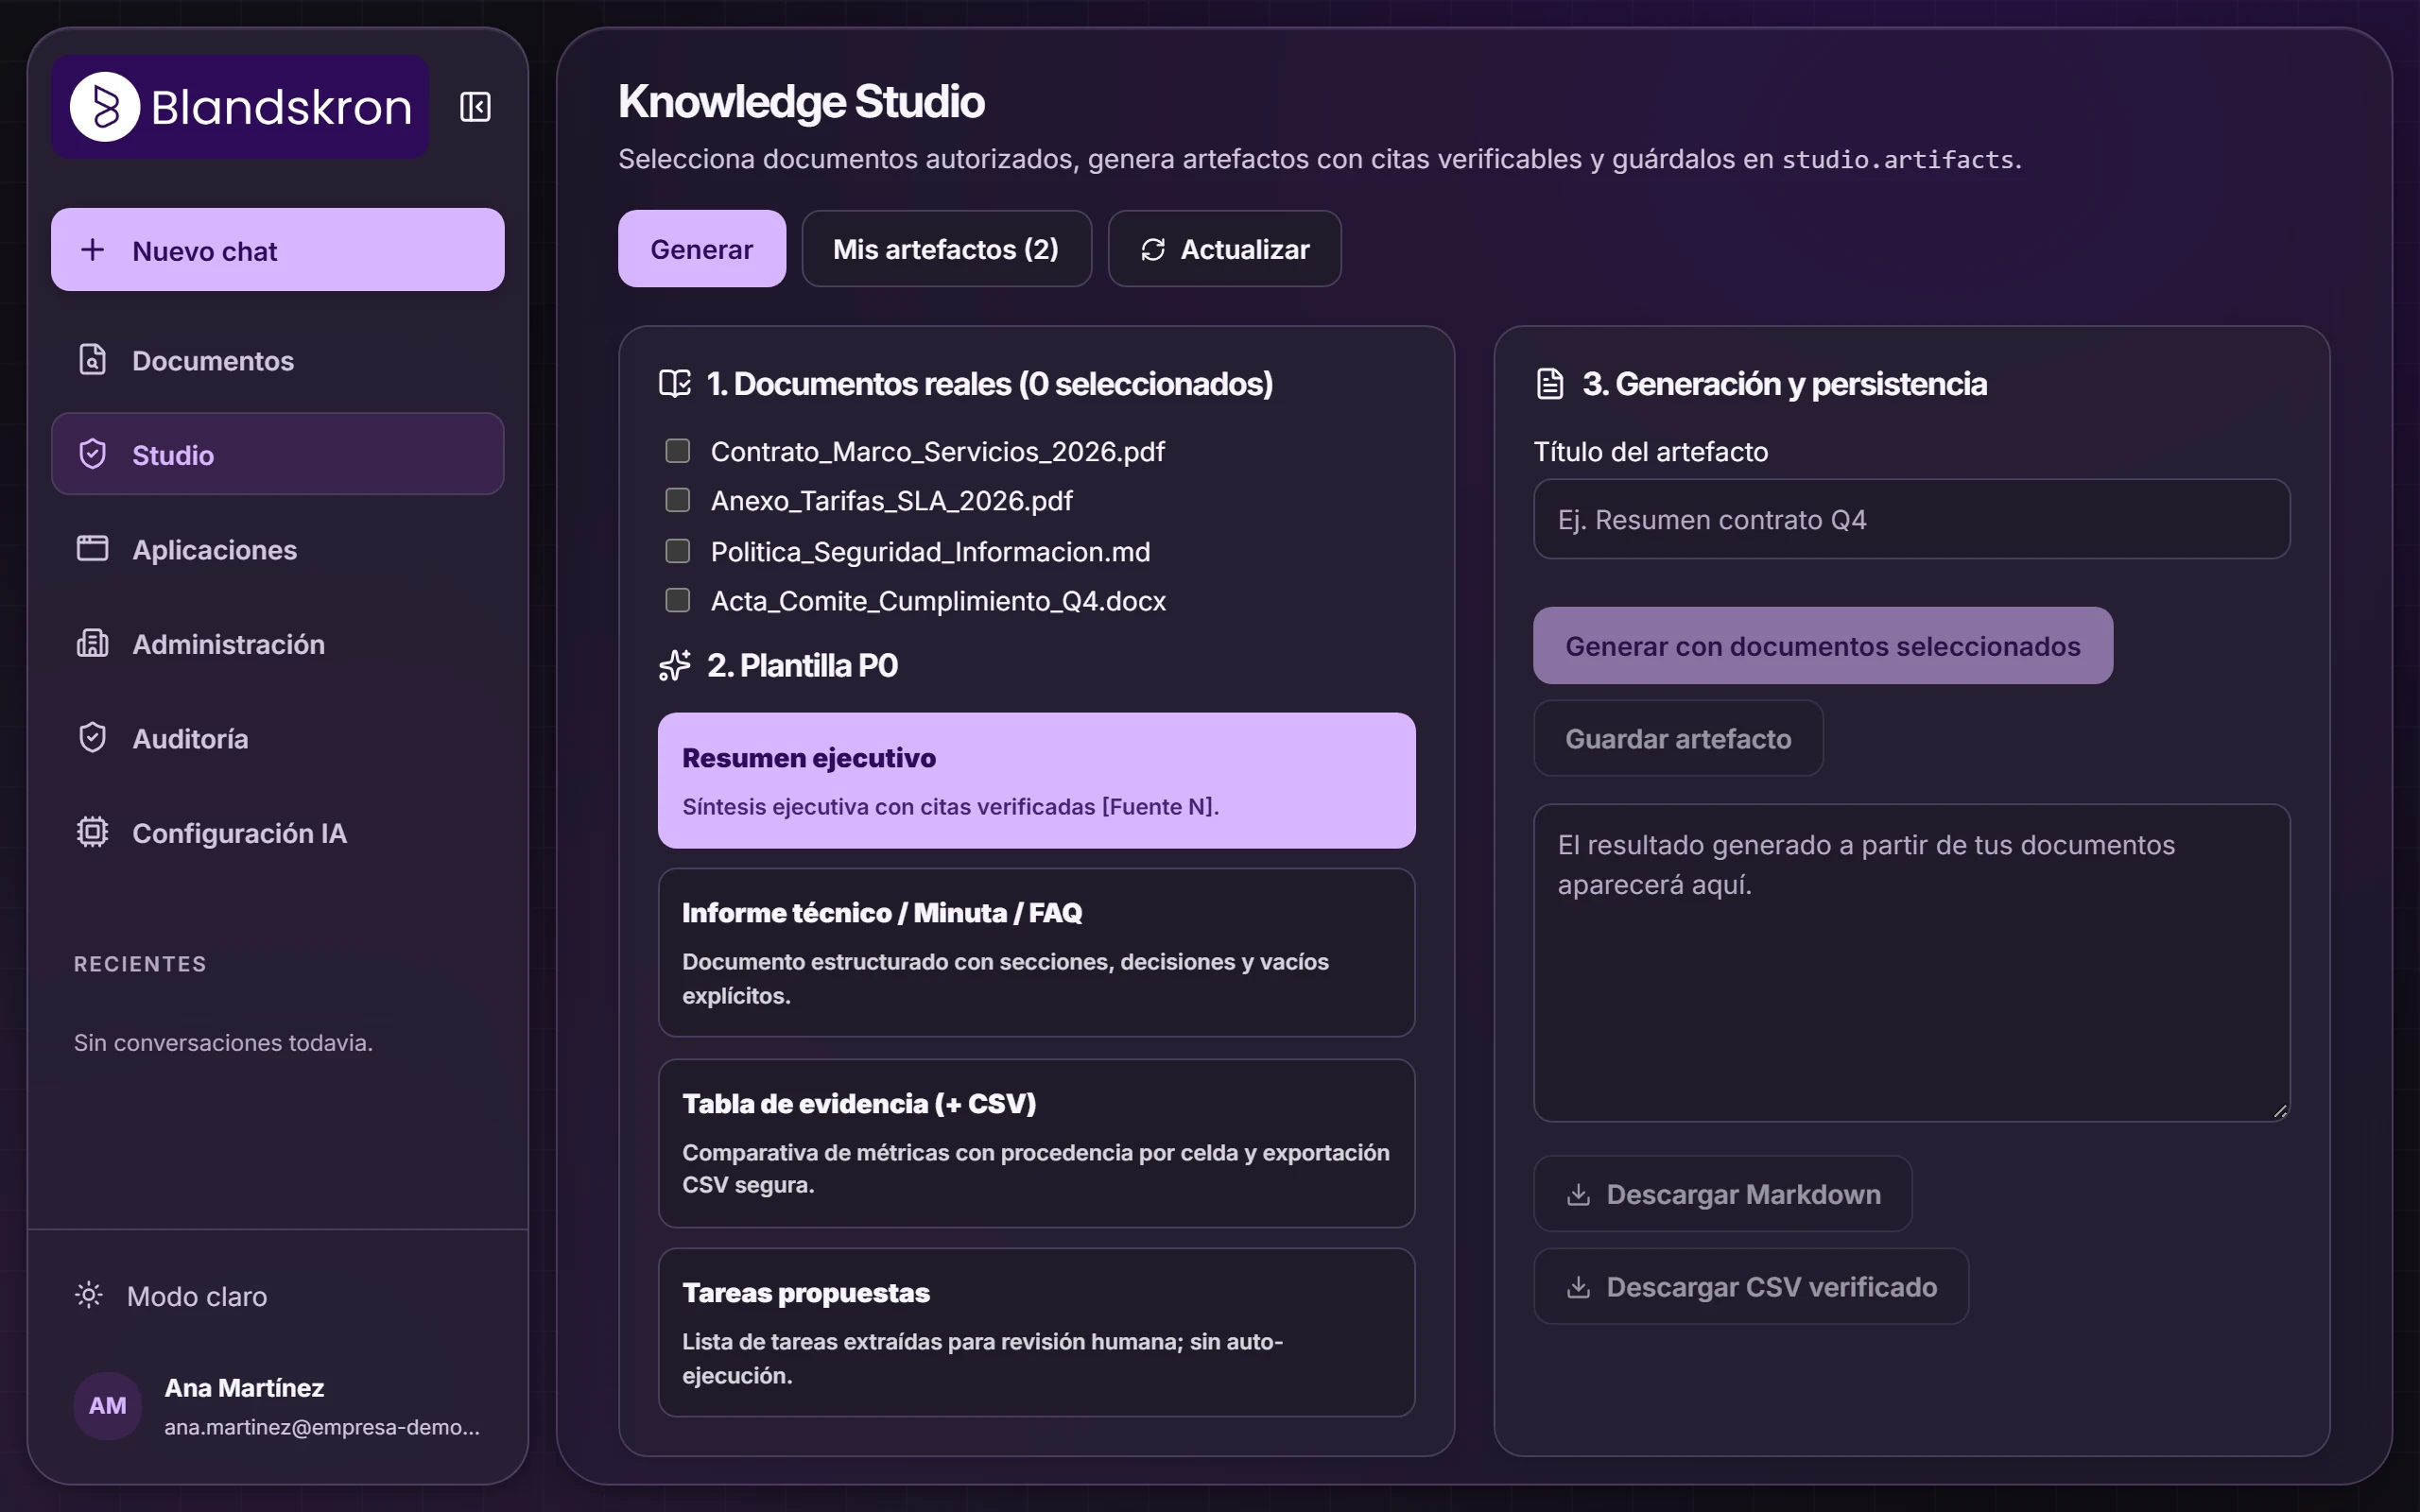 Blandskron
Nuevo chat
Documentos
Studio
Aplicaciones
Administración
Auditoría
Configuración IA
RECIENTES
Sin conversaciones todavia.
Modo claro
AM
Ana Martínez
ana.martinez@empresa-demo...
Knowledge Studio
Selecciona documentos autorizados, genera artefactos con citas verificables y guárdalos en studio.artifacts.
Generar
Mis artefactos (2)
Actualizar
1. Documentos reales (0 seleccionados)
Contrato_Marco_Servicios_2026.pdf
Anexo_Tarifas_SLA_2026.pdf
Politica_Seguridad_Informacion.md
Acta_Comite_Cumplimiento_Q4.docx
2. Plantilla P0
Resumen ejecutivo
Síntesis ejecutiva con citas verificadas [Fuente N].
Informe técnico / Minuta / FAQ
Documento estructurado con secciones, decisiones y vacíos
explícitos.
Tabla de evidencia (+ CSV)
Comparativa de métricas con procedencia por celda y exportación
CSV segura.
Tareas propuestas
Lista de tareas extraídas para revisión humana; sin auto-
ejecución.
3. Generación y persistencia
Título del artefacto
Ej. Resumen contrato Q4
Generar con documentos seleccionados
Guardar artefacto
El resultado generado a partir de tus documentos
aparecerá aquí.
Descargar Markdown
Descargar CSV verificado